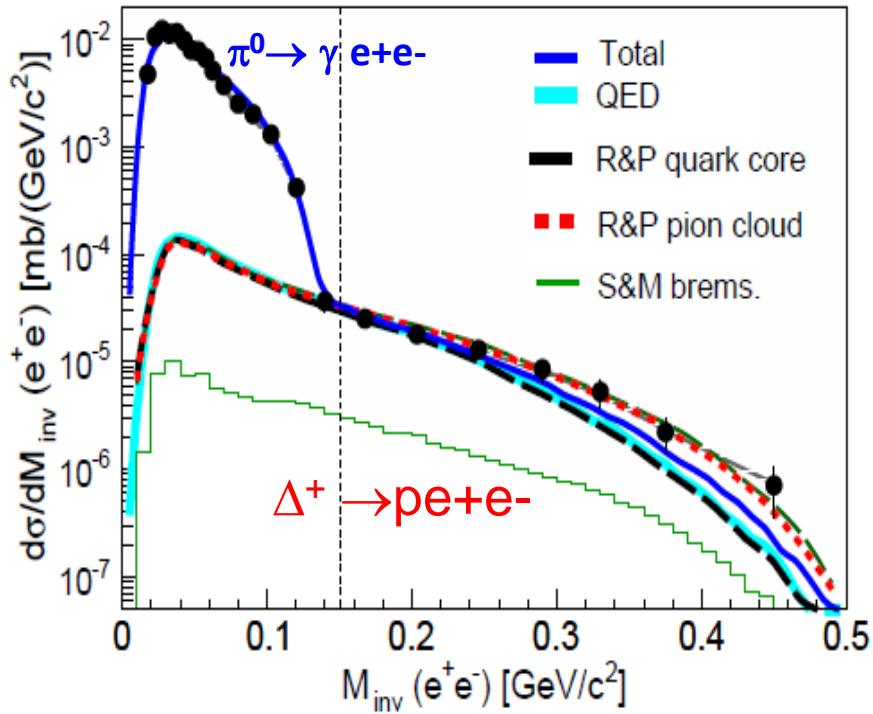 dσ/dM_inv (e⁺e⁻) [mb/(GeV/c²)]
10⁻²
10⁻³
10⁻⁴
10⁻⁵
10⁻⁶
10⁻⁷
π⁰→ γ e+e-
Total
QED
R&P quark core
R&P pion cloud
S&M brems.
Δ⁺ →pe+e-
0 0.1 0.2 0.3 0.4 0.5
M_inv (e⁺e⁻) [GeV/c²]